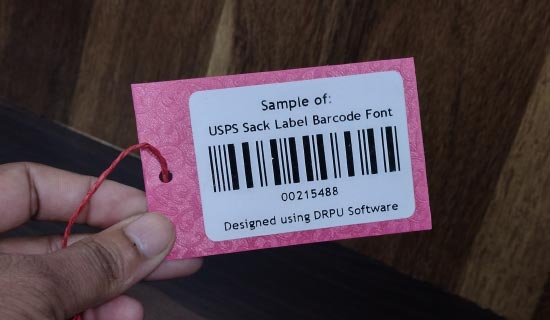 Sample of:
USPS Sack Label Barcode Font
00215488
Designed using DRPU Software